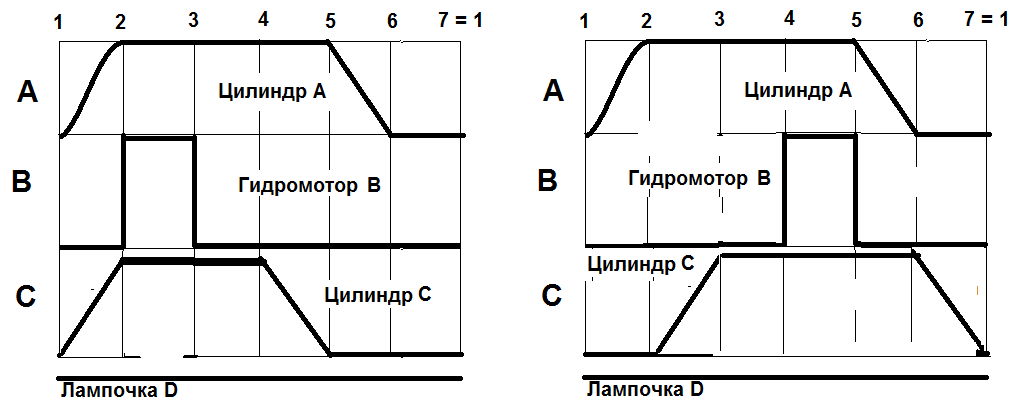 1 2 3 4 5 6 7 = 1
A Цилиндр А
B Гидромотор В
C Цилиндр С
Лампочка D
1 2 3 4 5 6 7 = 1
A Цилиндр А
B Гидромотор В
Цилиндр С
C
Лампочка D